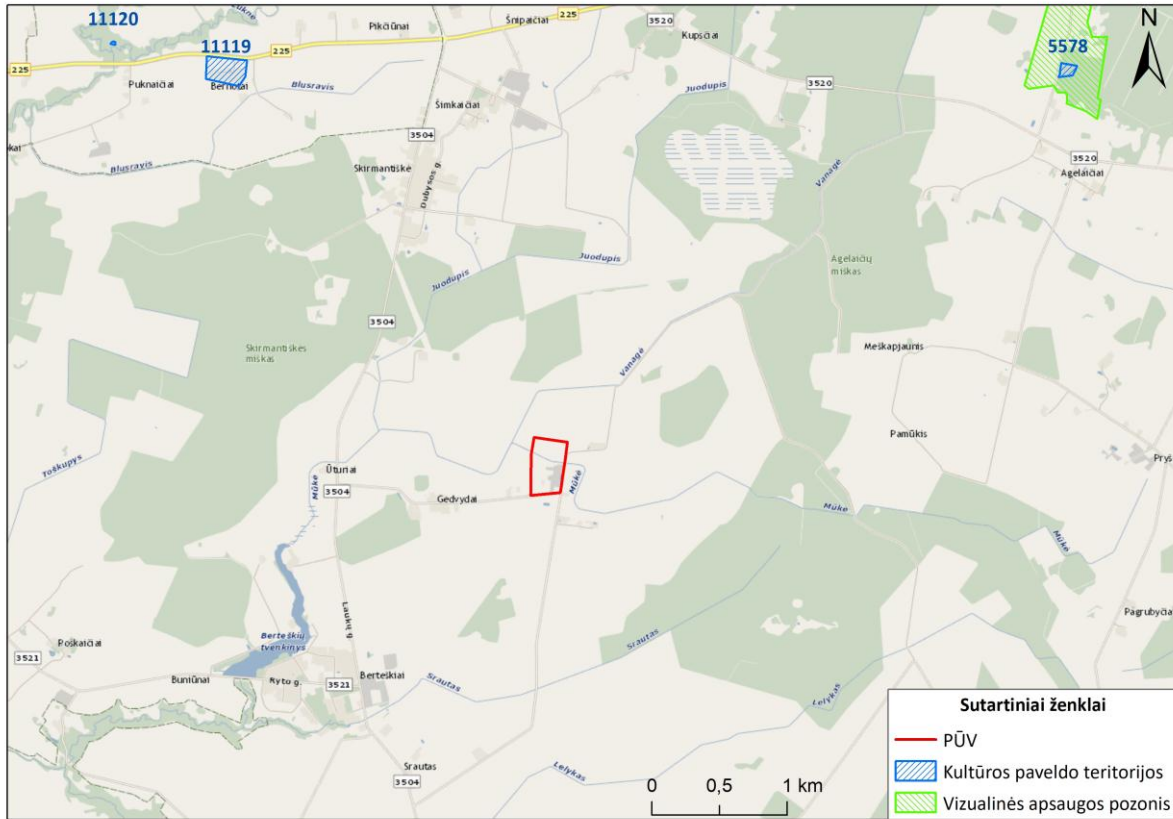 11120
Pikčiūnai
Šnipaičiai
225
3520
11119
225
Kupsčiai
5578
N
225
Puknaičiai
Blusravis
Juodupis
3520
Šimkaičiai
3504
Vanagė
3520
Blusravis
Skirmantiškė
Dubysos g.
Agelaičiai
Juodupis
Juodupis
Agelaičių
miškas
3504
Skirmantiškės
miškas
Meškapjaunis
Vanagė
Pamūkis
Toškupys
Pryš
Ūturiai
Mūkė
3504
Gedvydai
Mūkė
Mūkė
Mūkė
Laukų g.
Pagrubyčiai
Srautas
Poškaičiai
Berteškių
tvenkinys
3521
Buniūnai
Ryto g.
3521
Berteškiai
Srautas
Lelykas
Srautas
3504
Lelykas
0
0,5
1 km
Sutartiniai ženklai
PŪV
Kultūros paveldo teritorijos
Vizualinės apsaugos pozonis